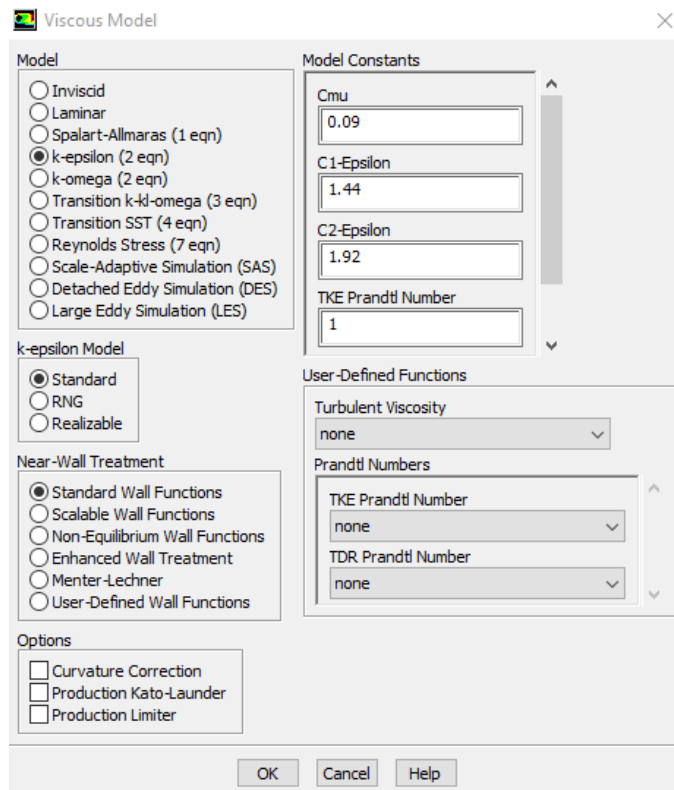 Viscous Model
Model
Inviscid
Laminar
Spalart-Allmaras (1 eqn)
k-epsilon (2 eqn)
k-omega (2 eqn)
Transition k-kl-omega (3 eqn)
Transition SST (4 eqn)
Reynolds Stress (7 eqn)
Scale-Adaptive Simulation (SAS)
Detached Eddy Simulation (DES)
Large Eddy Simulation (LES)
k-epsilon Model
Standard
RNG
Realizable
Near-Wall Treatment
Standard Wall Functions
Scalable Wall Functions
Non-Equilibrium Wall Functions
Enhanced Wall Treatment
Menter-Lechner
User-Defined Wall Functions
Options
Curvature Correction
Production Kato-Launder
Production Limiter
Model Constants
Cmu
0.09
C1-Epsilon
1.44
C2-Epsilon
1.92
TKE Prandtl Number
1
User-Defined Functions
Turbulent Viscosity
none
Prandtl Numbers
TKE Prandtl Number
none
TDR Prandtl Number
none
OK
Cancel
Help